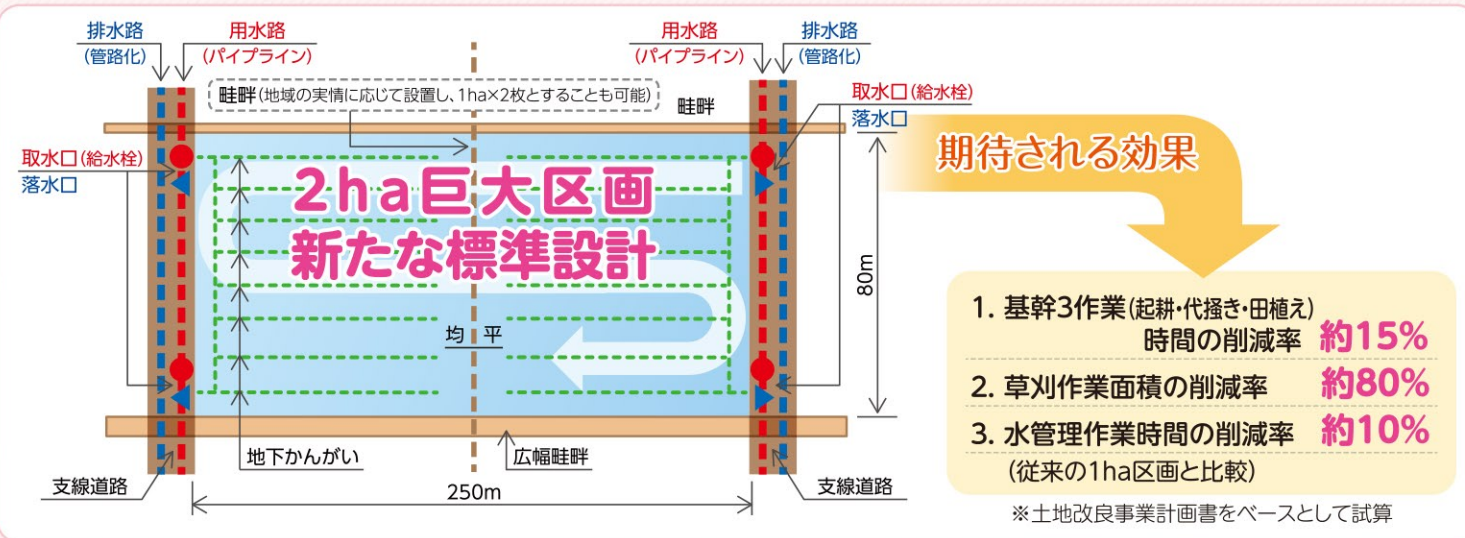 排水路
(管路化)
用水路
(パイプライン)
用水路
(パイプライン)
排水路
(管路化)
畦畔(地域の実情に応じて設置し、1ha×2枚とすることも可能)
畦畔
取水口(給水栓)
落水口
取水口(給水栓)
落水口
2ha巨大区画
新たな標準設計
均 平
80m
地下かんがい
広幅畦畔
支線道路
250m
支線道路
期待される効果
1. 基幹3作業(起耕・代掻き・田植え)
時間の削減率 約15%
2. 草刈作業面積の削減率 約80%
3. 水管理作業時間の削減率 約10%
(従来の1ha区画と比較)
※土地改良事業計画書をベースとして試算